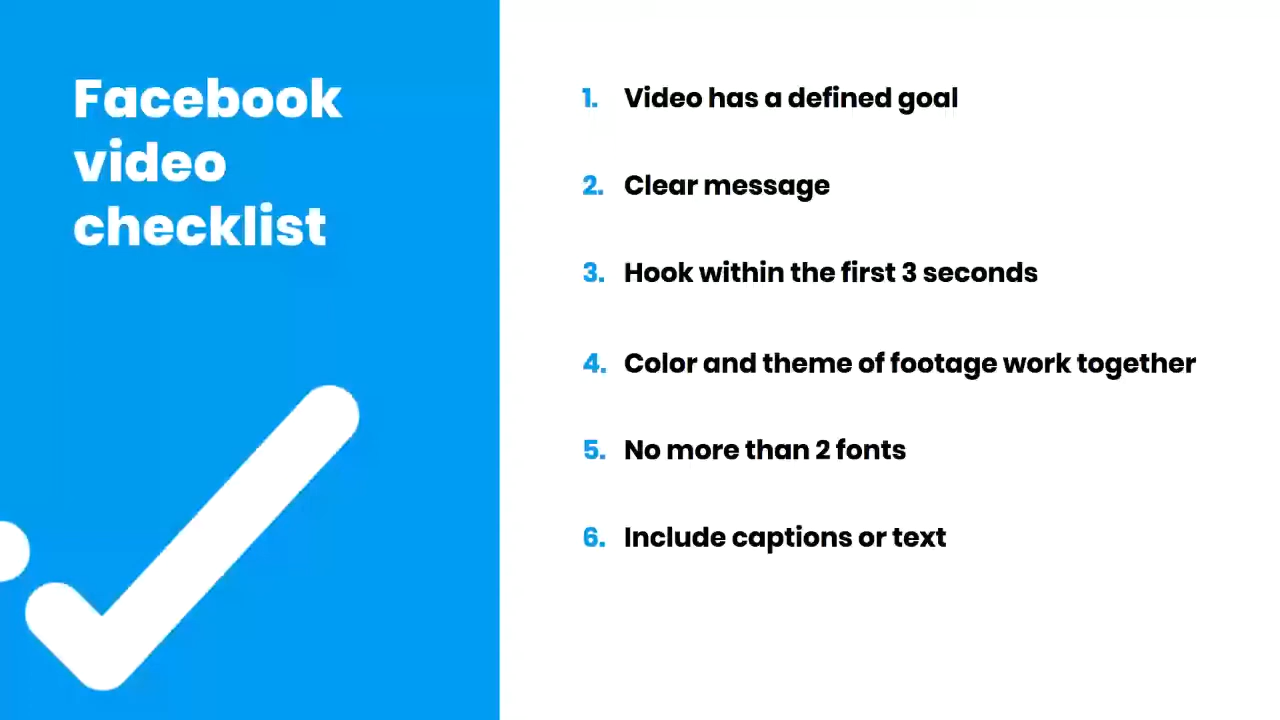 Facebook
video
checklist
1. Video has a defined goal
2. Clear message
3. Hook within the first 3 seconds
4. Color and theme of footage work together
5. No more than 2 fonts
6. Include captions or text